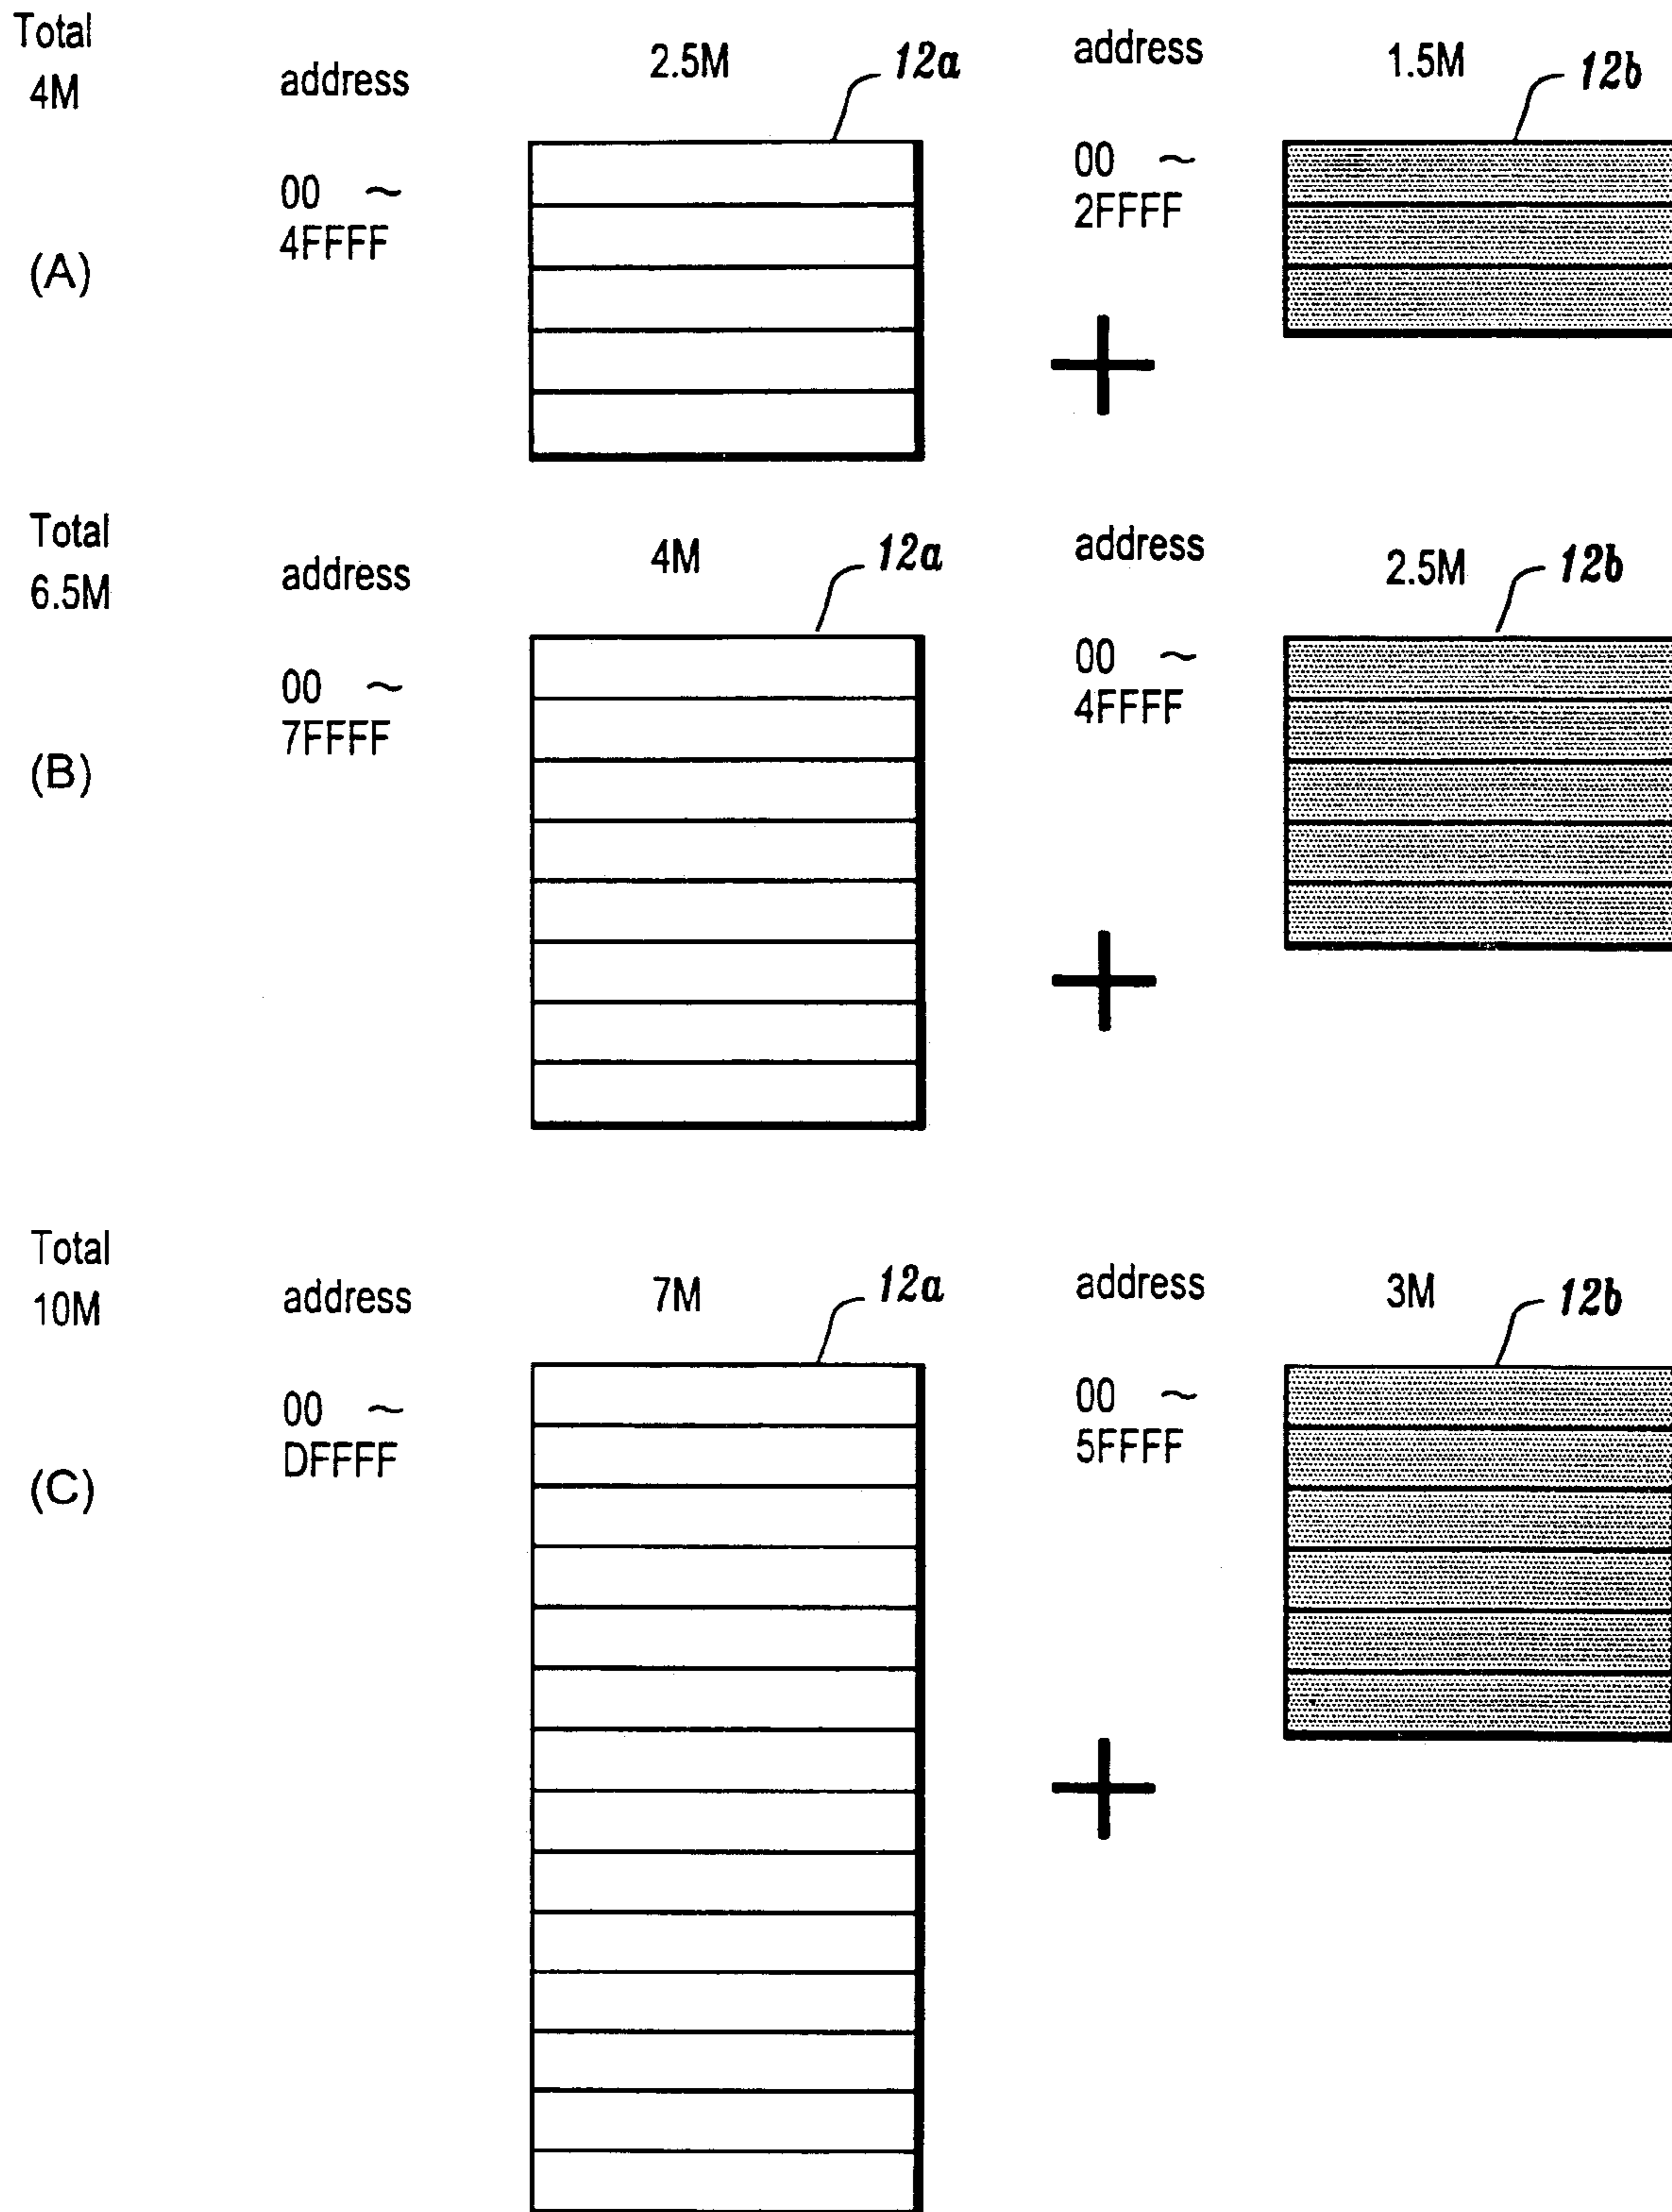 Total
4M
address
2.5M
12a
address
1.5M
12b
00 ~
4FFFF
00 ~
2FFFF
(A)
+
Total
6.5M
address
4M
12a
address
2.5M
12b
00 ~
7FFFF
00 ~
4FFFF
(B)
+
Total
10M
address
7M
12a
address
3M
12b
00 ~
DFFFF
00 ~
5FFFF
(C)
+